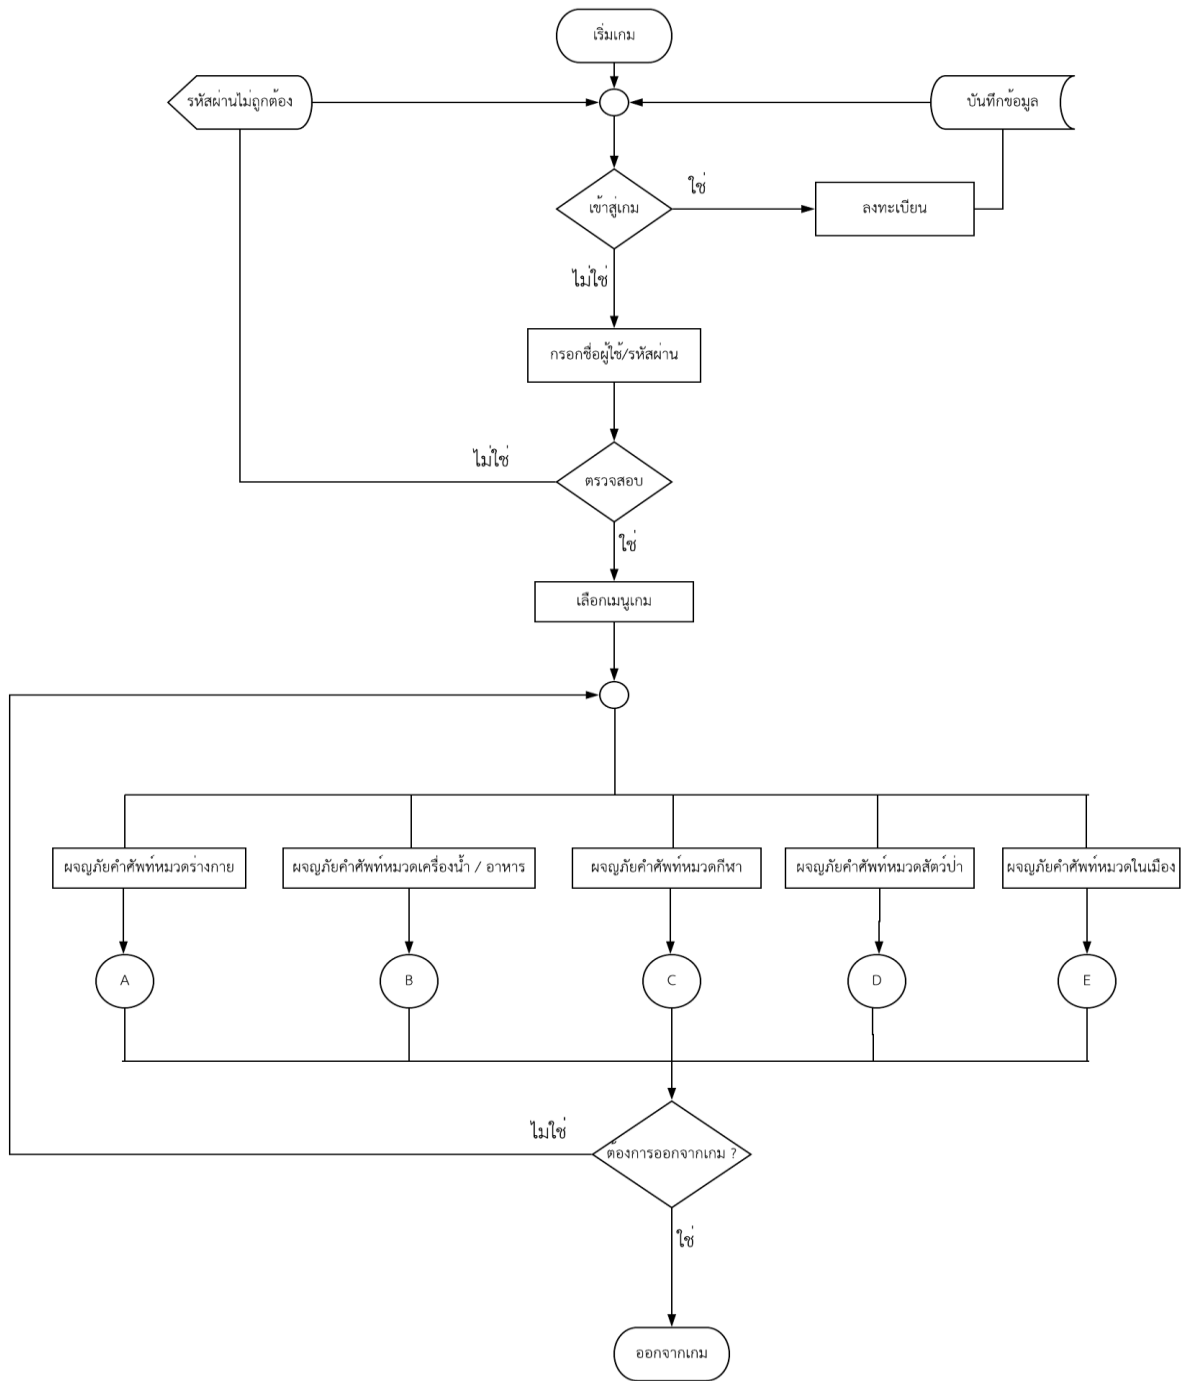 เริ่มเกม
รหัสผ่านไม่ถูกต้อง
บันทึกข้อมูล
ใช่
เข้าสู่เกม
ลงทะเบียน
ไม่ใช่
กรอกชื่อผู้ใช้/รหัสผ่าน
ไม่ใช่
ตรวจสอบ
ใช่
เลือกเมนูเกม
ผจญภัยคำศัพท์หมวดร่างกาย
ผจญภัยคำศัพท์หมวดเครื่องน้ำ / อาหาร
ผจญภัยคำศัพท์หมวดกีฬา
ผจญภัยคำศัพท์หมวดสัตว์ป่า
ผจญภัยคำศัพท์หมวดในเมือง
A
B
C
D
E
ไม่ใช่
ต้องการออกจากเกม ?
ใช่
ออกจากเกม